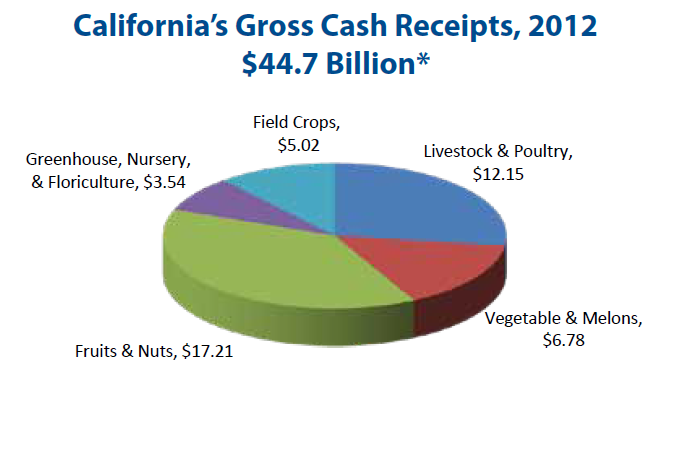 California’s Gross Cash Receipts, 2012
$44.7 Billion*
Field Crops,
$5.02
Greenhouse, Nursery,
& Floriculture, $3.54
Livestock & Poultry,
$12.15
Vegetable & Melons,
$6.78
Fruits & Nuts, $17.21